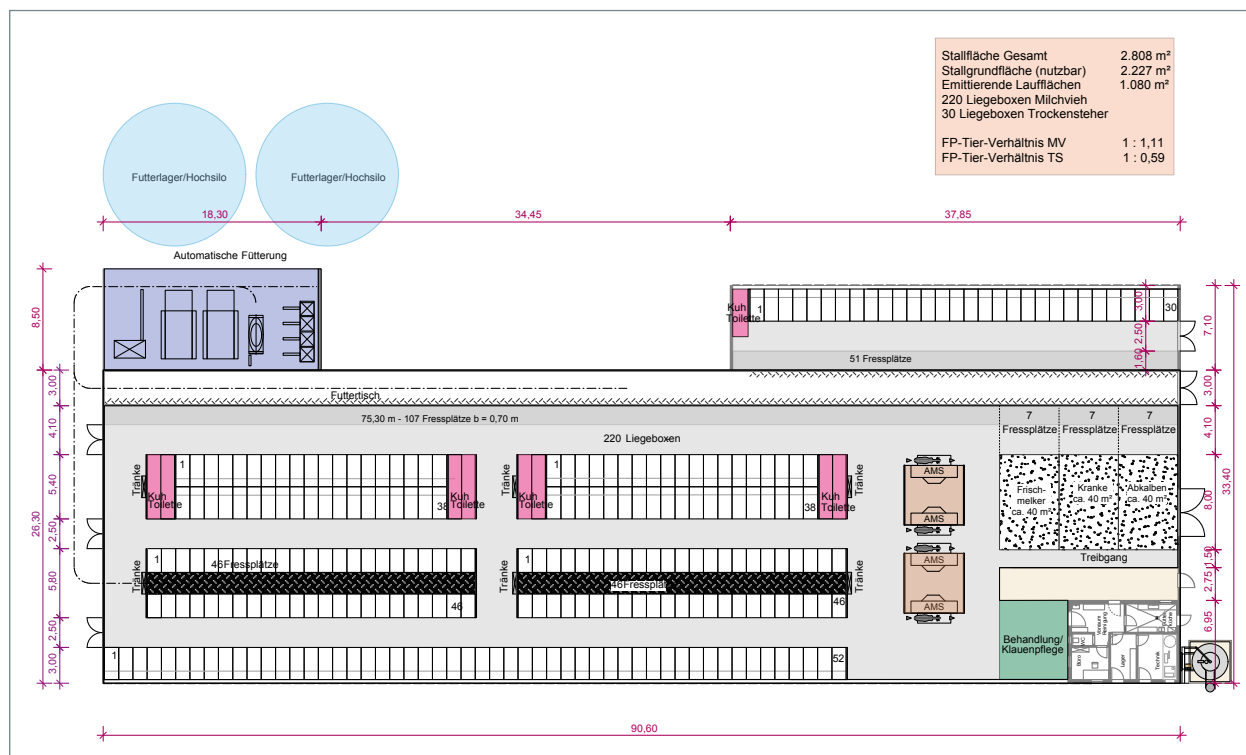 Stallfläche Gesamt 2.808 m²
Stallgrundfläche (nutzbar) 2.227 m²
Emittierende Laufflächen 1.080 m²
220 Liegeboxen Milchvieh
30 Liegeboxen Trockensteher
FP-Tier-Verhältnis MV 1 : 1,11
FP-Tier-Verhältnis TS 1 : 0,59
Futterlager/Hochsilo
Futterlager/Hochsilo
18,30
34,45
37,85
Automatische Fütterung
8,50
Kuh
Toilette
1
30
3,00
2,50
1,60
7,10
51 Fressplätze
3,00
Futtertisch
3,00
33,40
75,30 m - 107 Fressplätze b = 0,70 m
4,10
220 Liegeboxen
7
Fressplätze
7
Fressplätze
7
Fressplätze
4,10
26,30
5,40
Tränke
Kuh
Toilette
1
38
Kuh
Toilette
Tränke
Tränke
Kuh
Toilette
1
38
Kuh
Toilette
Tränke
AMS
AMS
Frisch-
melker
ca. 40 m²
Kranke
ca. 40 m²
Abkalben
ca. 40 m²
8,00
2,50
5,80
Tränke
1
46Fressplätze
46
Tränke
1
46Fressplät
46
Tränke
AMS
AMS
Treibgang
1,50
2,75
2,50
6,95
3,00
1
52
Behandlung/
Klauenpflege
Vorraum
Reinigung
WC
Büro
Lager
Technik
90,60